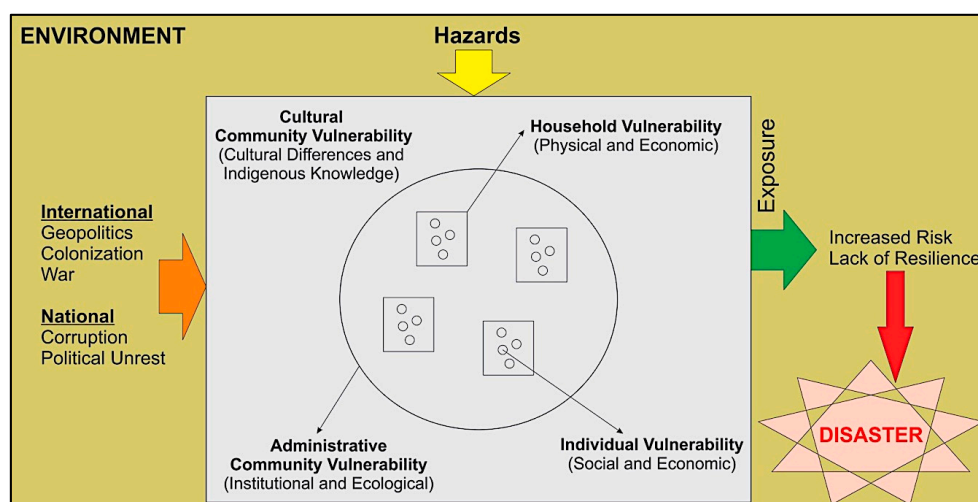 ENVIRONMENT
Hazards
Cultural
Community Vulnerability
(Cultural Differences and
Indigenous Knowledge)
Household Vulnerability
(Physical and Economic)
Exposure
International
Geopolitics
Colonization
War
National
Corruption
Political Unrest
Increased Risk
Lack of Resilience
Administrative
Community Vulnerability
(Institutional and Ecological)
Individual Vulnerability
(Social and Economic)
DISASTER